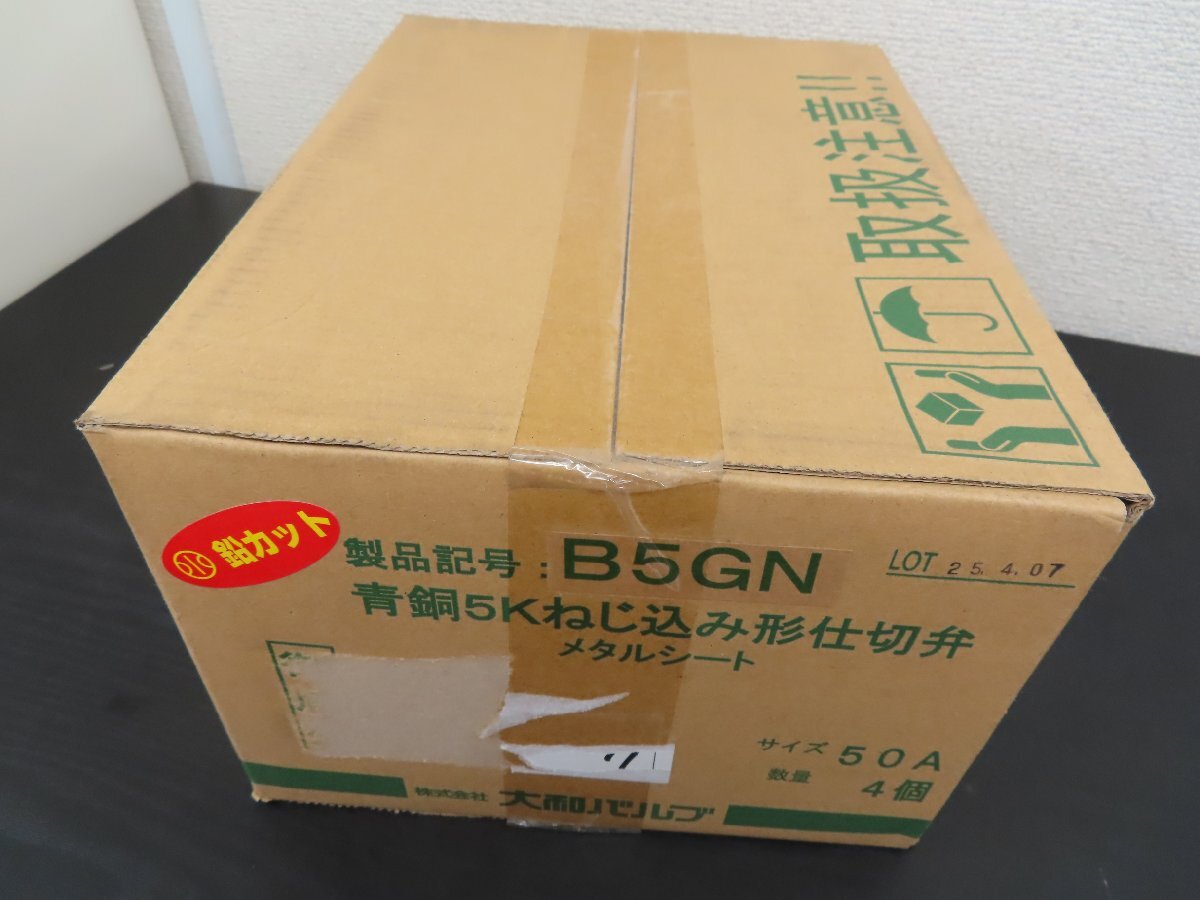 取扱注意!!
鉛カット
製品記号: B5GN
LOT 25.4.07
青銅5Kねじ込み形仕切弁
メタルシート
サイズ 50A
数量 4個
株式会社 大和バルブ